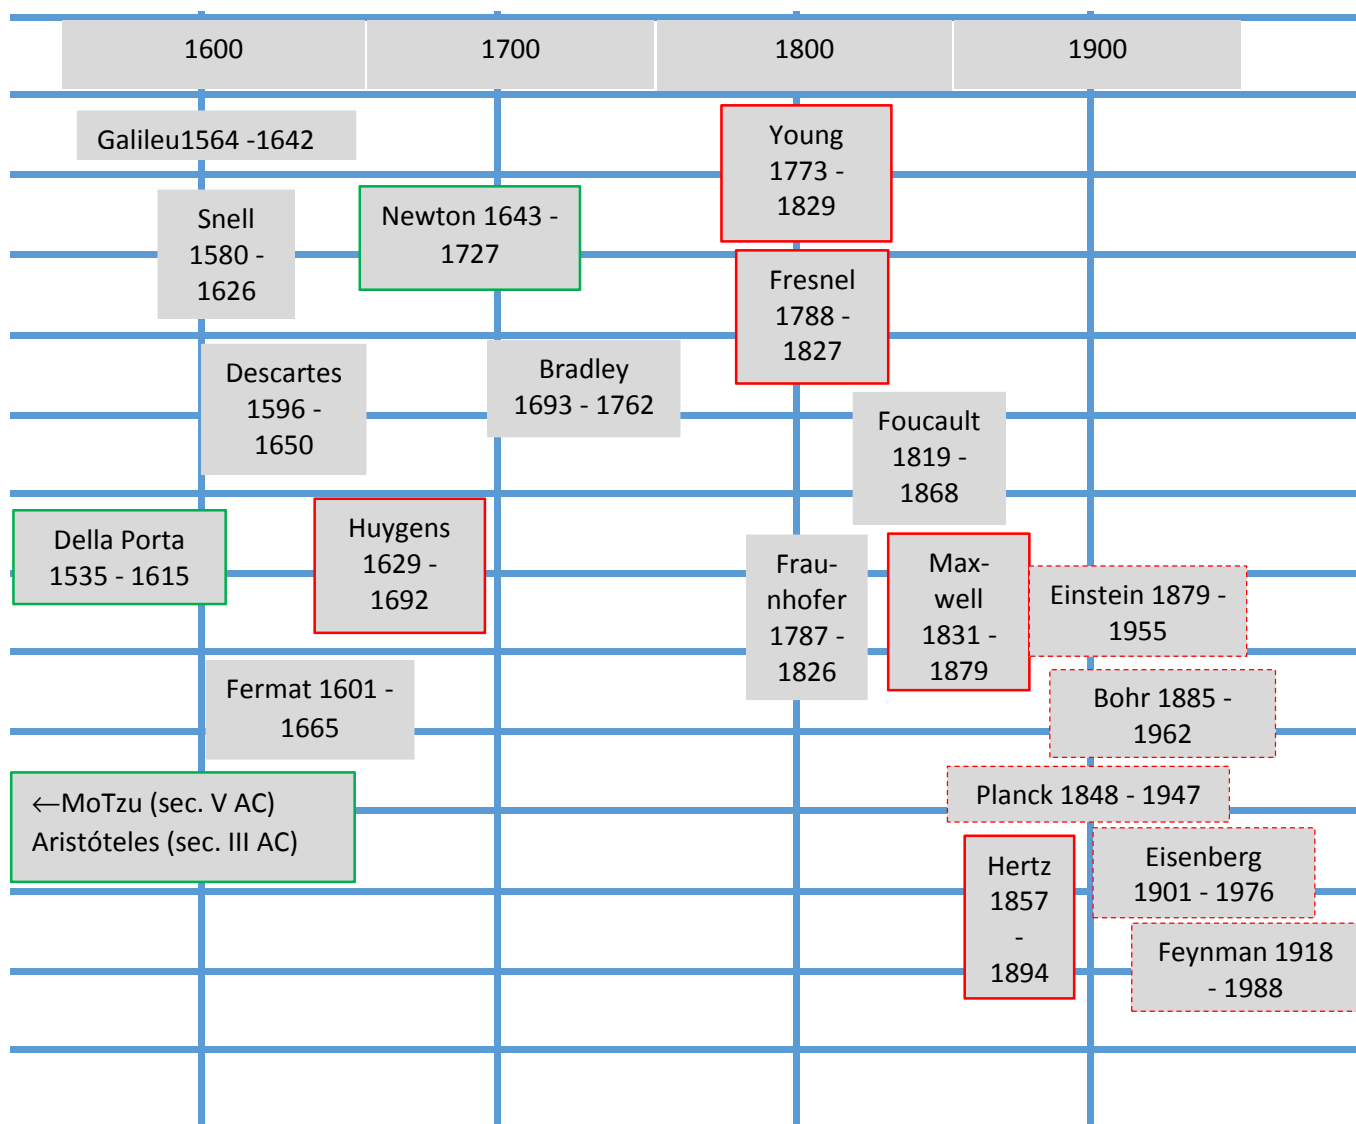 1600
1700
1800
1900
Galileu1564 -1642
Young
1773 -
1829
Snell
1580 -
1626
Newton 1643 -
1727
Fresnel
1788 -
1827
Descartes
1596 -
1650
Bradley
1693 - 1762
Foucault
1819 -
1868
Della Porta
1535 - 1615
Huygens
1629 -
1692
Frau-
nhofer
1787 -
1826
Max-
well
1831 -
1879
Einstein 1879 -
1955
Fermat 1601 -
1665
Bohr 1885 -
1962
←MoTzu (sec. V AC)
Aristóteles (sec. III AC)
Planck 1848 - 1947
Hertz
1857
-
1894
Eisenberg
1901 - 1976
Feynman 1918
- 1988